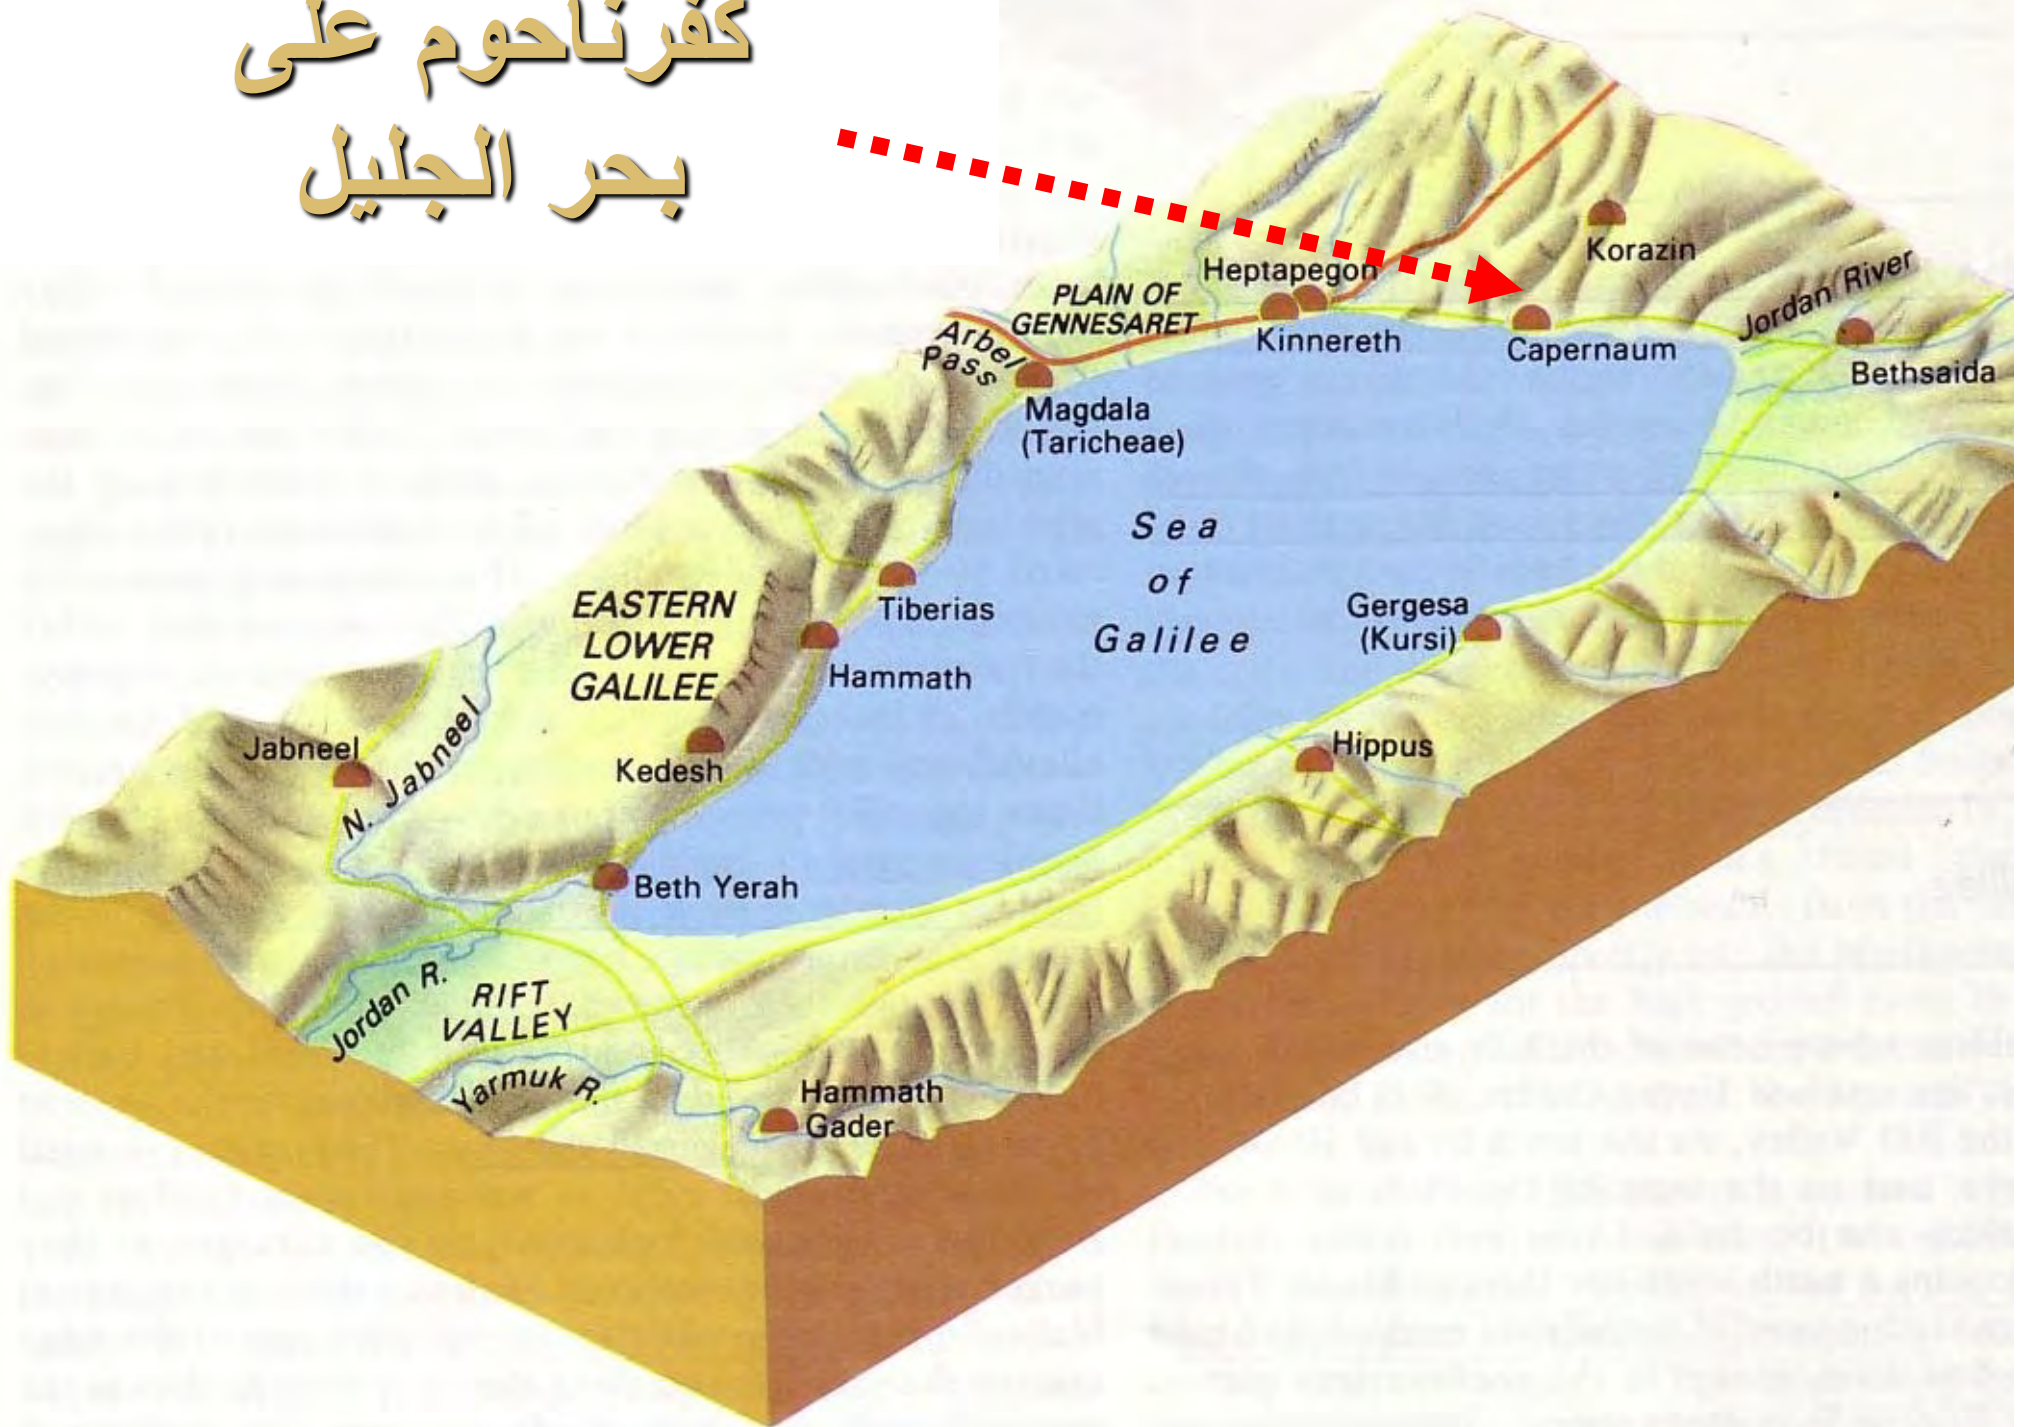 كفرناحوم على
بحر الجليل
Korazin
Heptapegon
Jordan River
PLAIN OF
GENNESARET
Kinnereth
Capernaum
Bethsaida
Arbel
Pass
Magdala
(Taricheae)
Sea
of
Galilee
Tiberias
EASTERN
LOWER
GALILEE
Gergesa
(Kursi)
Hammath
Hippus
Jabneel
N. Jabneel
Kedesh
Beth Yerah
Jordan R.
RIFT
VALLEY
Yarmuk R.
Hammath
Gader